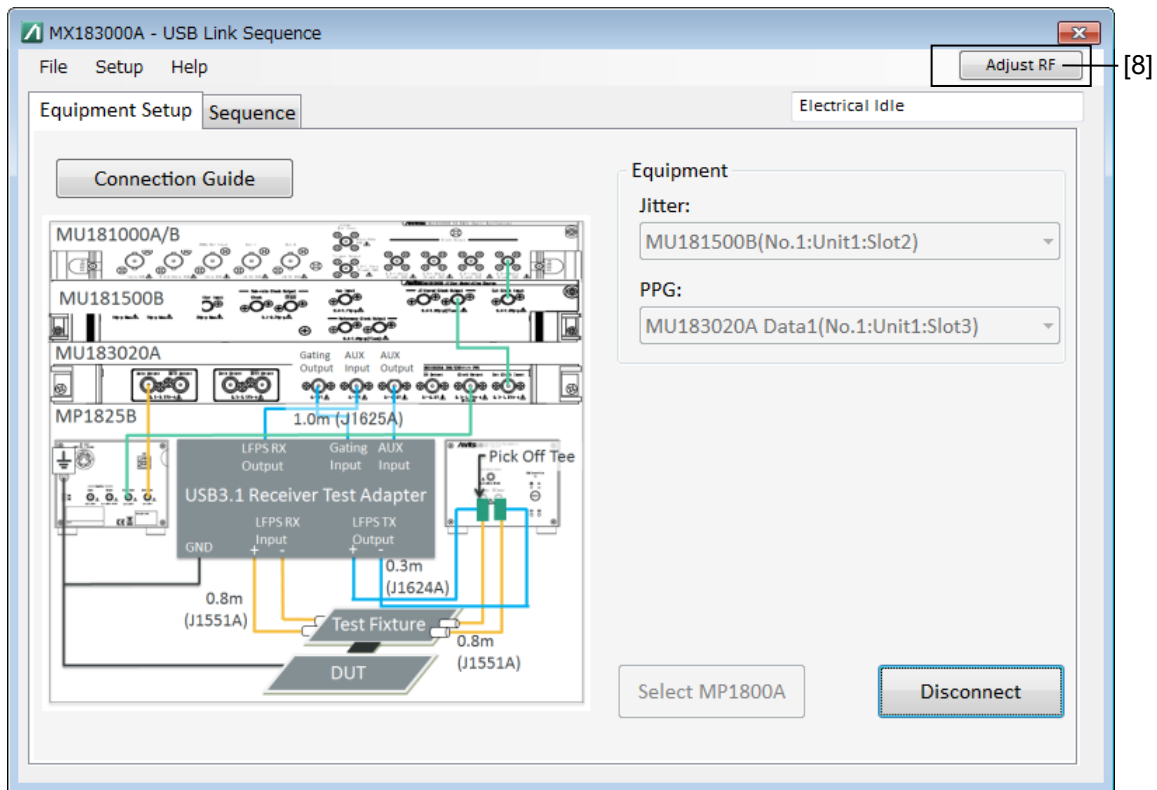 MX183000A - USB Link Sequence
File Setup Help
Adjust RF
[8]
Equipment Setup
Sequence
Electrical Idle
Connection Guide
Equipment
Jitter:
MU181500B(No.1:Unit1:Slot2)
PPG:
MU183020A Data1(No.1:Unit1:Slot3)
MU181000A/B
MU181500B
MU183020A
Gating Output
AUX Input
AUX Output
MP1825B
1.0m (J1625A)
LFPS RX Output
Gating Input
AUX Input
Pick Off Tee
USB3.1 Receiver Test Adapter
LFPS RX Input
LFPS TX Output
GND
+ -
+ -
0.3m
(J1624A)
0.8m
(J1551A)
Test Fixture
0.8m
(J1551A)
DUT
Select MP1800A
Disconnect